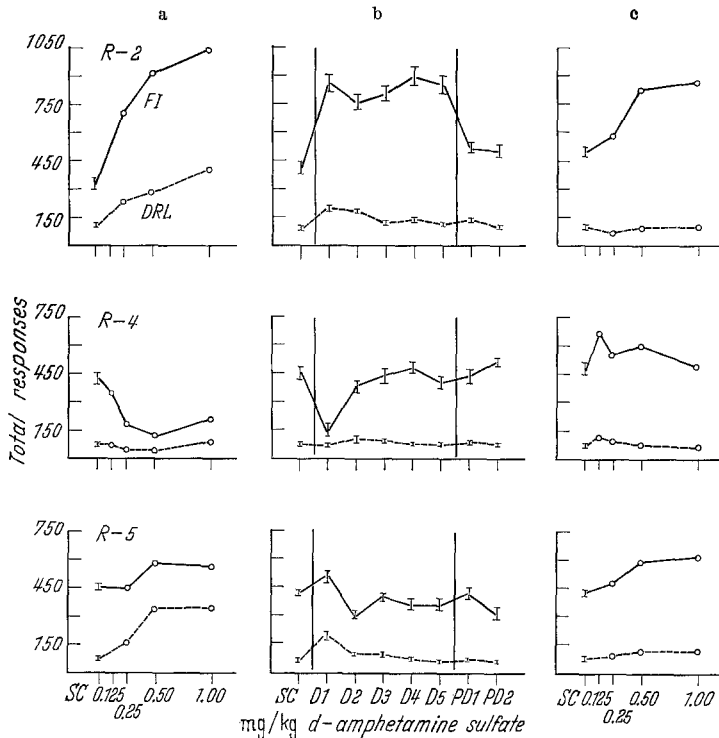 a b c
1050
750
450
150
R-2
FI
DRL
750
450
150
R-4
Total responses
750
450
150
R-5
SC 0.125 0.50 1.00 SC D1 D2 D3 D4 D5 PD1 PD2 SC 0.125 0.50 1.00
0.25 0.25
mg/kg d-amphetamine sulfate